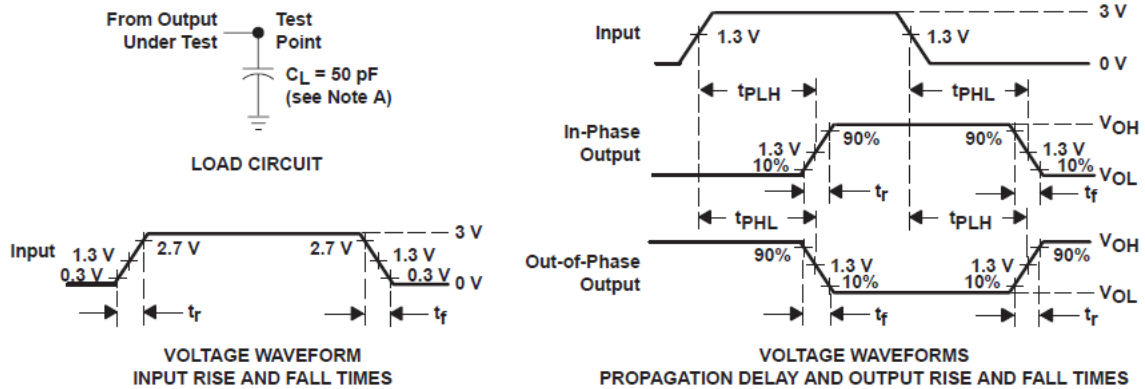 From Output
Under Test
Test
Point
CL = 50 pF
(see Note A)
LOAD CIRCUIT
Input
3 V
2.7 V
2.7 V
1.3 V
1.3 V
0.3 V
0.3 V
0 V
tr
tf
VOLTAGE WAVEFORM
INPUT RISE AND FALL TIMES
Input
3 V
1.3 V
1.3 V
0 V
tPLH
tPHL
In-Phase
Output
VOH
90%
90%
1.3 V
1.3 V
10%
10%
VOL
tr
tf
tPHL
tPLH
Out-of-Phase
Output
VOH
90%
90%
1.3 V
1.3 V
10%
10%
VOL
tf
tr
VOLTAGE WAVEFORMS
PROPAGATION DELAY AND OUTPUT RISE AND FALL TIMES